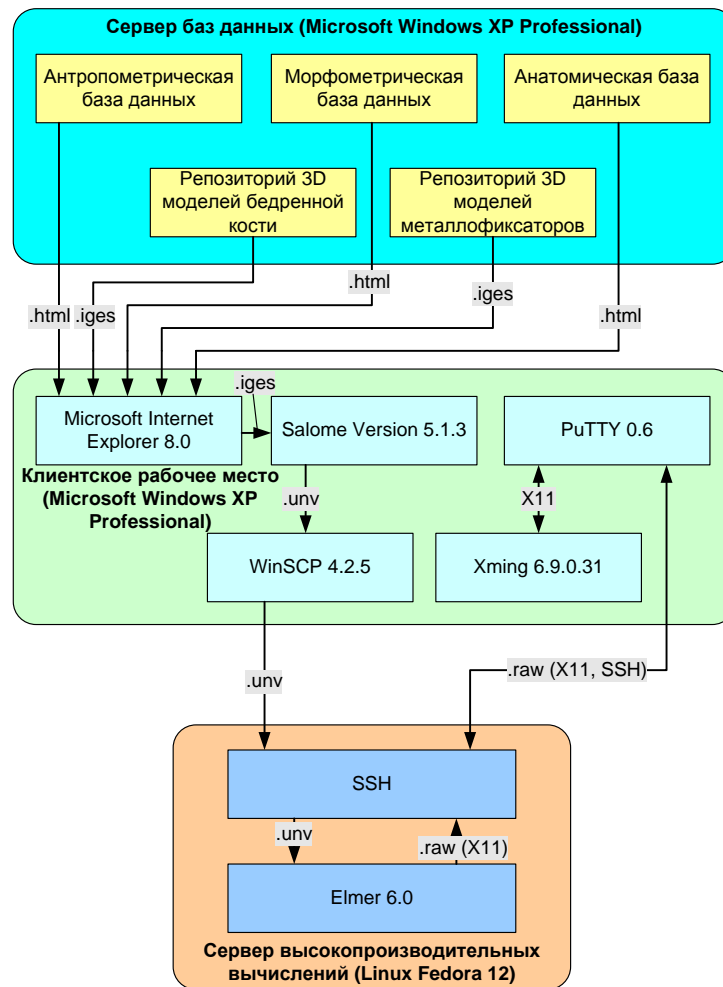 Сервер баз данных (Microsoft Windows XP Professional)
Антропометрическая
база данных
Морфометрическая
база данных
Анатомическая база
данных
Репозиторий 3D
моделей бедренной
кости
Репозиторий 3D
моделей
металлофиксаторов
.html
.iges
.html
.iges
.html
.iges
Microsoft Internet
Explorer 8.0
Salome Version 5.1.3
PuTTY 0.6
Клиентское рабочее место
(Microsoft Windows XP
Professional)
.unv
X11
WinSCP 4.2.5
Xming 6.9.0.31
.unv
.raw (X11, SSH)
SSH
.unv
.raw (X11)
Elmer 6.0
Сервер высокопроизводительных
вычислений (Linux Fedora 12)